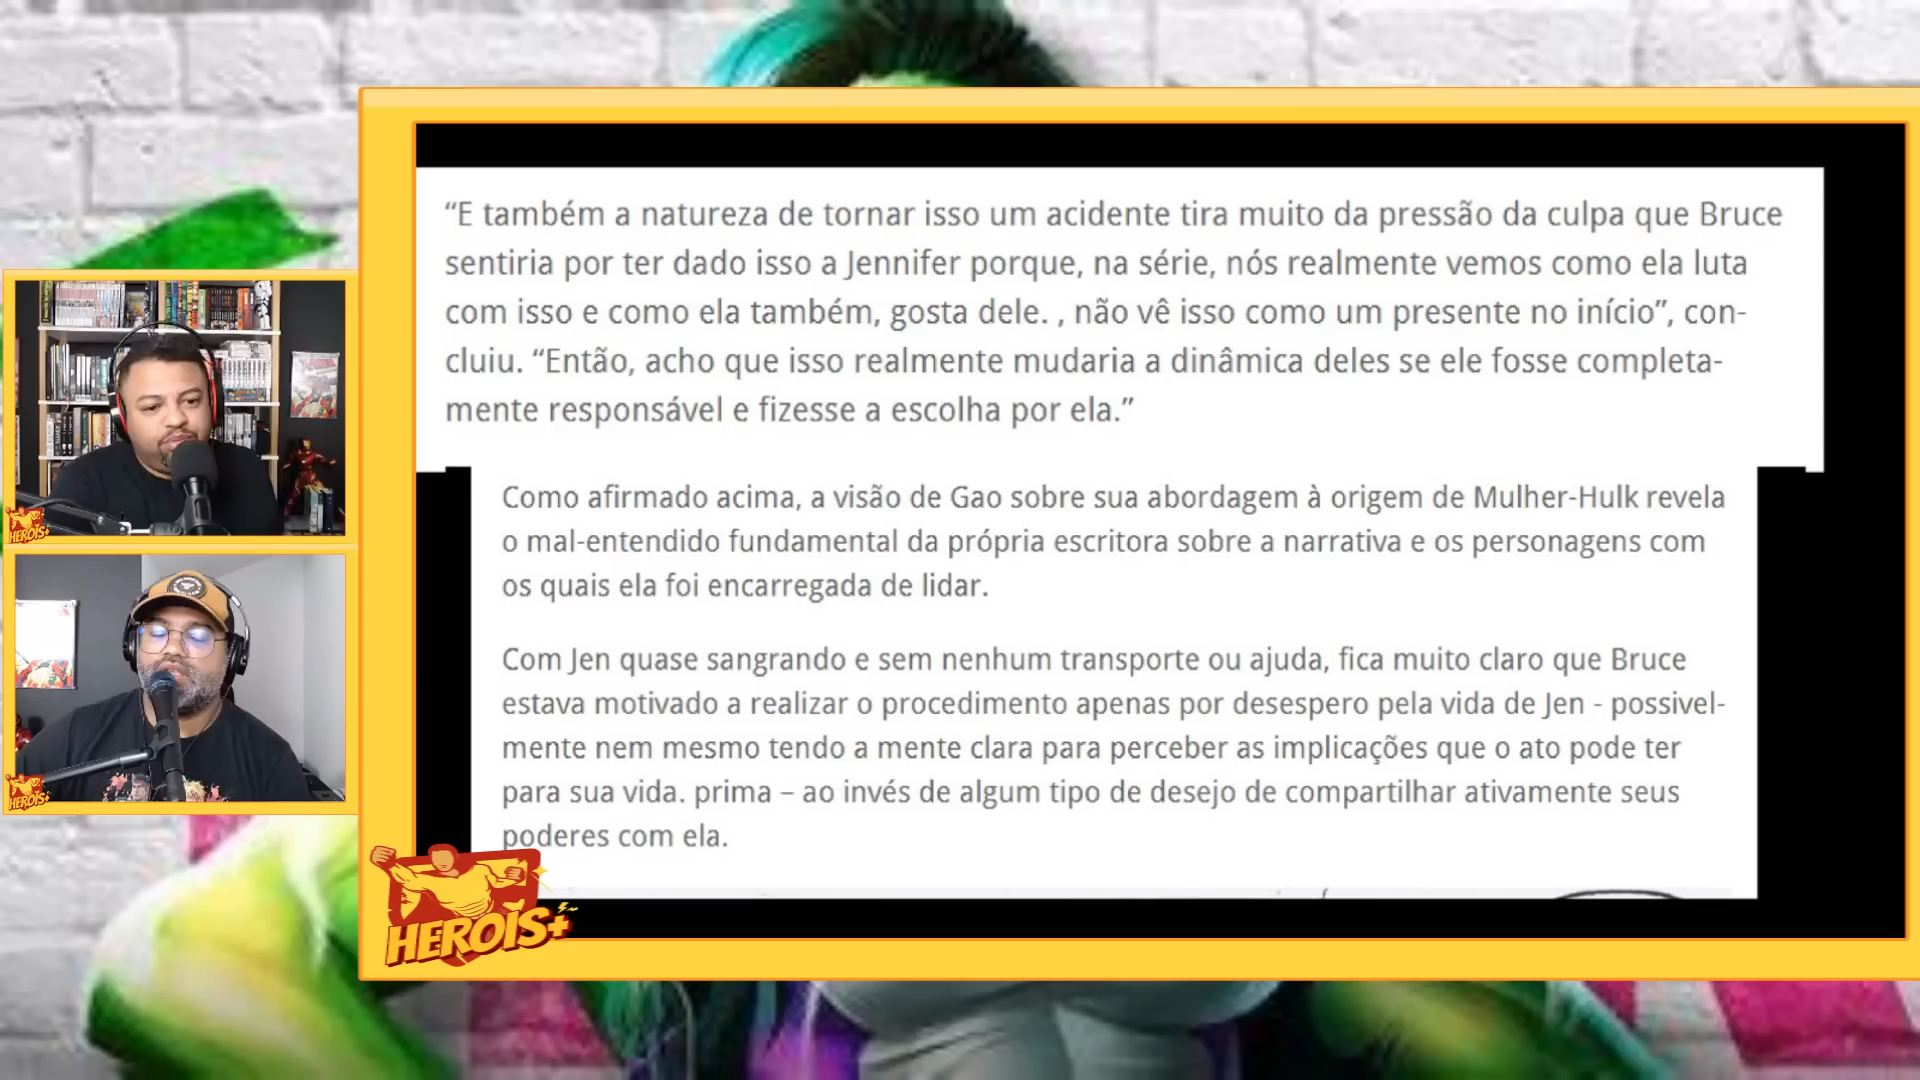 “E também a natureza de tornar isso um acidente tira muito da pressão da culpa que Bruce
sentiria por ter dado isso a Jennifer porque, na série, nós realmente vemos como ela luta
com isso e como ela também, gosta dele. , não vê isso como um presente no início”, con-
cluiu. “Então, acho que isso realmente mudaria a dinâmica deles se ele fosse completa-
mente responsável e fizesse a escolha por ela.”
Como afirmado acima, a visão de Gao sobre sua abordagem à origem de Mulher-Hulk revela
o mal-entendido fundamental da própria escritora sobre a narrativa e os personagens com
os quais ela foi encarregada de lidar.
Com Jen quase sangrando e sem nenhum transporte ou ajuda, fica muito claro que Bruce
estava motivado a realizar o procedimento apenas por desespero pela vida de Jen - possivel-
mente nem mesmo tendo a mente clara para perceber as implicações que o ato pode ter
para sua vida. prima – ao invés de algum tipo de desejo de compartilhar ativamente seus
poderes com ela.
HEROIS+
HEROIS+
HEROIS+